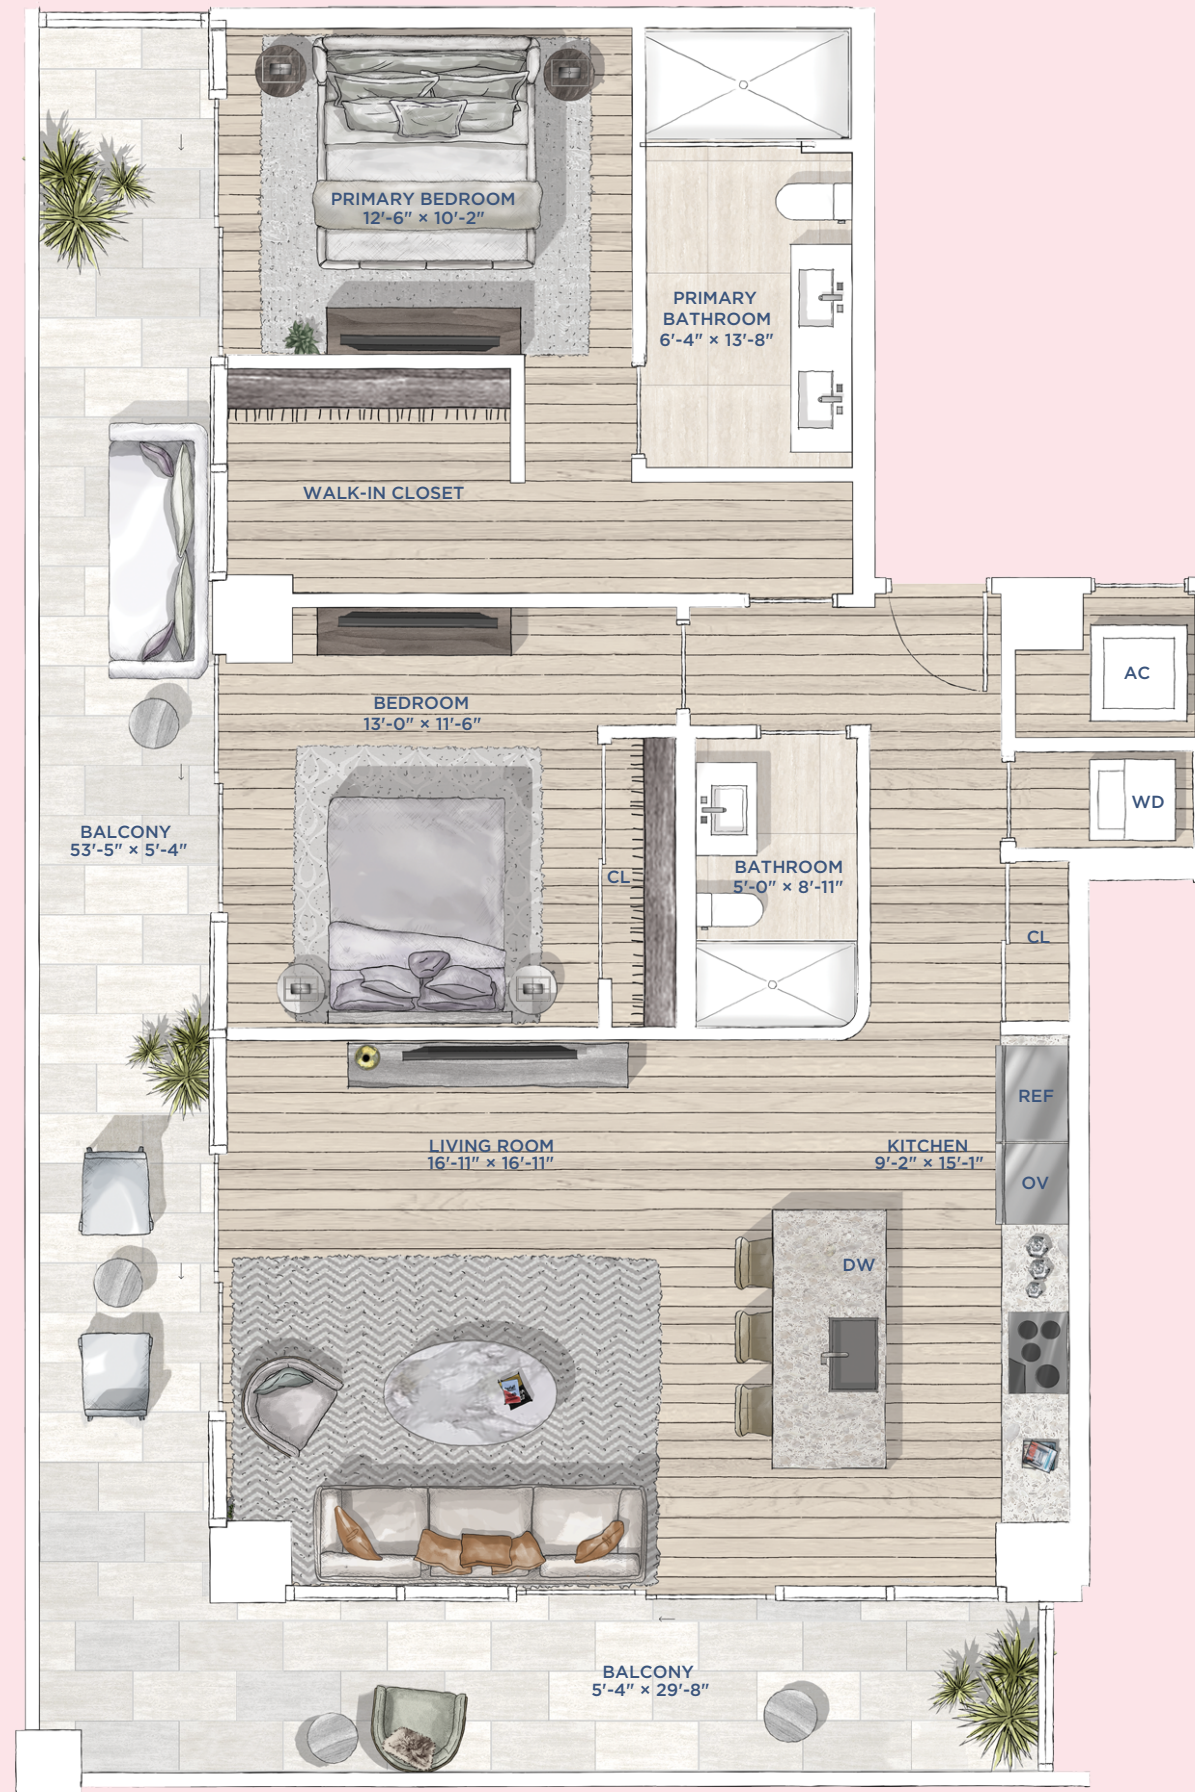 PRIMARY BEDROOM
12'-6" × 10'-2"
PRIMARY
BATHROOM
6'-4" × 13'-8"
WALK-IN CLOSET
AC
BEDROOM
13'-0" × 11'-6"
WD
BALCONY
53'-5" × 5'-4"
BATHROOM
5'-0" × 8'-11"
CL
CL
REF
LIVING ROOM
16'-11" × 16'-11"
KITCHEN
9'-2" × 15'-1"
OV
DW
BALCONY
5'-4" × 29'-8"